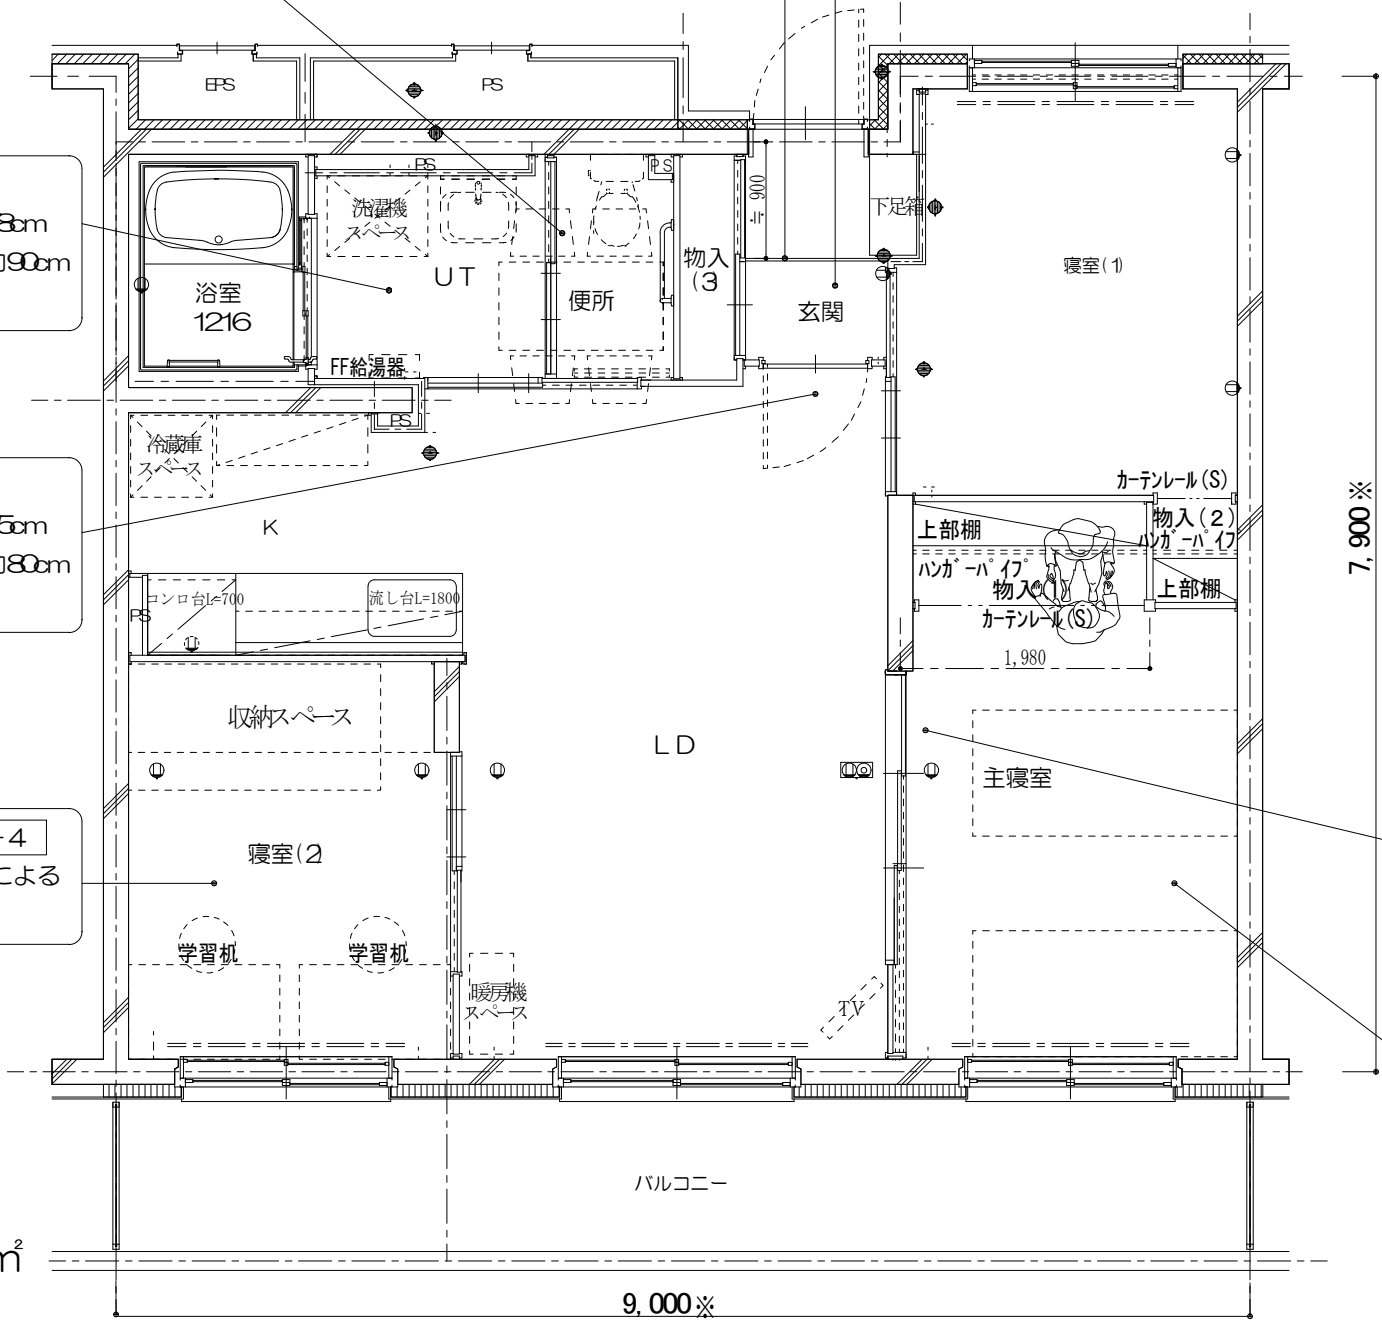 EPS
PS
PS
PS
8cm
90cm
洗濯機
スペース
≒900
下足箱
UT
物入
(3)
寝室(1)
浴室
1216
便所
玄関
FF給湯器
PS
冷蔵庫
スペース
カーテンレール(S)
5cm
80cm
K
上部棚
物入(2)
ハンガーパイプ
7,900※
ハンガーパイプ
物入(1)
上部棚
カーテンレール(S)
コンロ台L=700
流し台L=1800
PS
1,980
収納スペース
LD
主寝室
-4
による
寝室(2)
学習机
学習机
暖房機
スペース
TV
バルコニー
㎡
9,000※